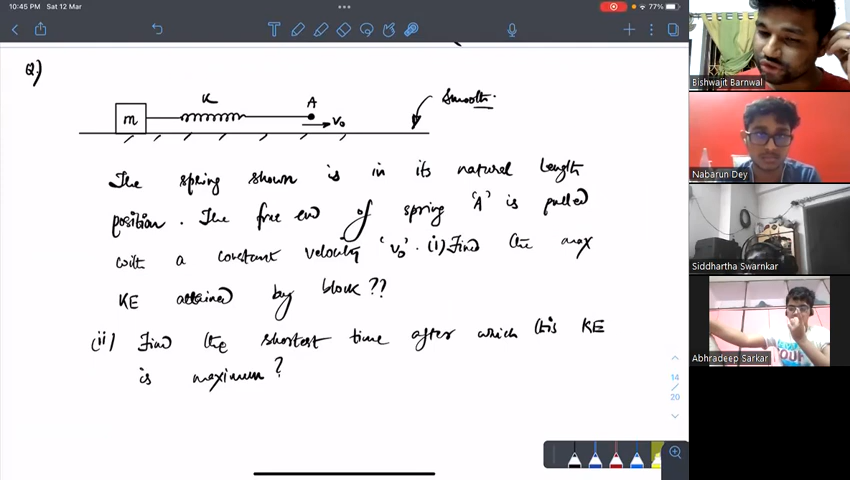 10:45 PM Sat 12 Mar
77%
Q.)
K
A
m
V₀
Smooth.
The spring shown is in its natural length
position. The free end of spring 'A' is pulled
with a constant velocity 'V₀'. (i) Find the max
KE attained by block??
(ii) Find the shortest time after which this KE
is maximum?
14
20
Bishwajit Barnwal
Nabarun Dey
Siddhartha Swarnkar
Abhradeep Sarkar